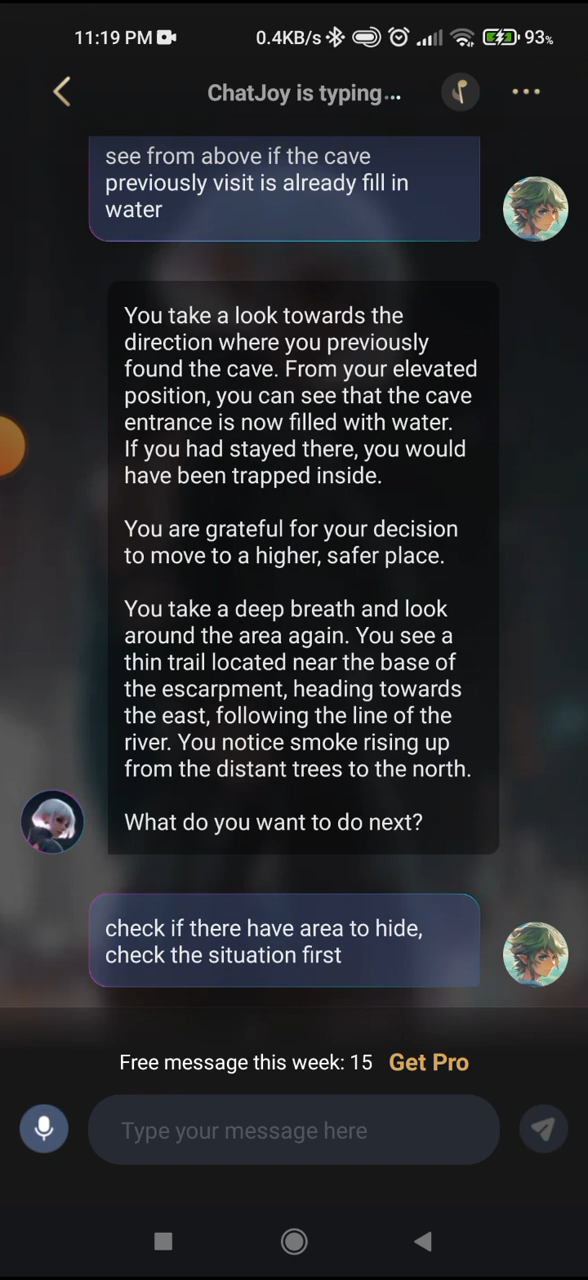 11:19 PM
0.4KB/s
93%
ChatJoy is typing...
see from above if the cave
previously visit is already fill in
water
You take a look towards the
direction where you previously
found the cave. From your elevated
position, you can see that the cave
entrance is now filled with water.
If you had stayed there, you would
have been trapped inside.
You are grateful for your decision
to move to a higher, safer place.
You take a deep breath and look
around the area again. You see a
thin trail located near the base of
the escarpment, heading towards
the east, following the line of the
river. You notice smoke rising up
from the distant trees to the north.
What do you want to do next?
check if there have area to hide,
check the situation first
Free message this week: 15 Get Pro
Type your message here